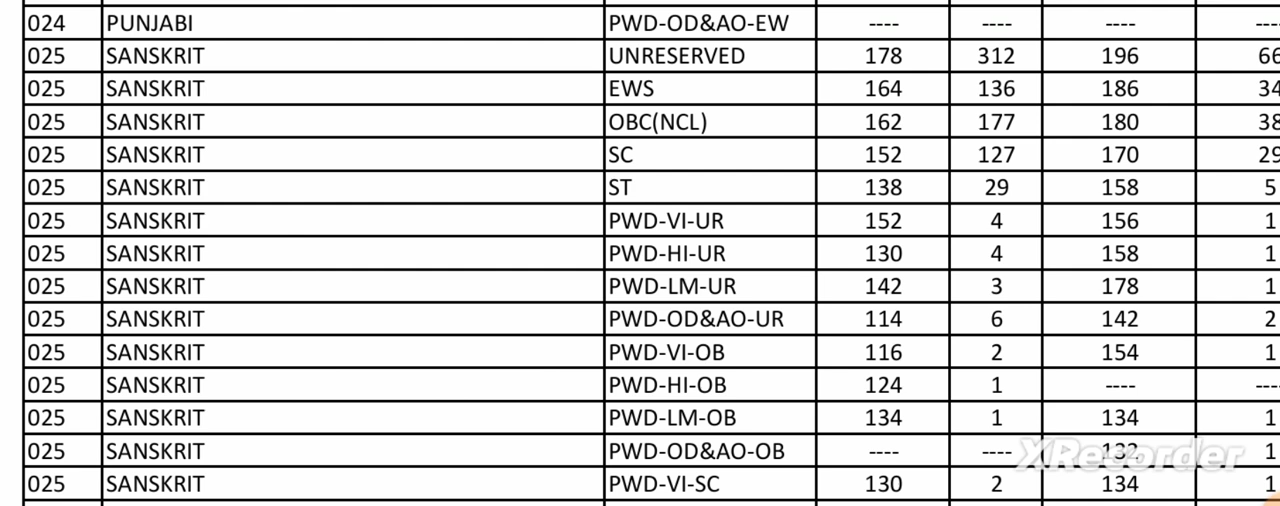 024 PUNJABI PWD-OD&AO-EW ---- ---- ---- ----
025 SANSKRIT UNRESERVED 178 312 196 66
025 SANSKRIT EWS 164 136 186 34
025 SANSKRIT OBC(NCL) 162 177 180 38
025 SANSKRIT SC 152 127 170 29
025 SANSKRIT ST 138 29 158 5
025 SANSKRIT PWD-VI-UR 152 4 156 1
025 SANSKRIT PWD-HI-UR 130 4 158 1
025 SANSKRIT PWD-LM-UR 142 3 178 1
025 SANSKRIT PWD-OD&AO-UR 114 6 142 2
025 SANSKRIT PWD-VI-OB 116 2 154 1
025 SANSKRIT PWD-HI-OB 124 1 ---- ----
025 SANSKRIT PWD-LM-OB 134 1 134 1
025 SANSKRIT PWD-OD&AO-OB ---- ---- 132 1
XRecorder
025 SANSKRIT PWD-VI-SC 130 2 134 1